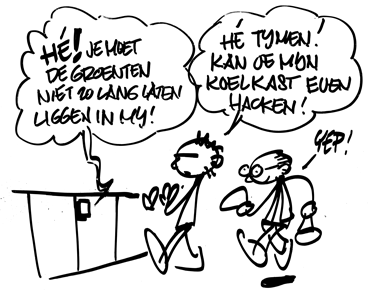 HÉ! JE MOET
DE GROENTEN
NIET ZO LANG LATEN
LIGGEN IN MY!
HÉ TYMEN!
KAN JE MIJN
KOELKAST EVEN
HACKEN!
YEP!